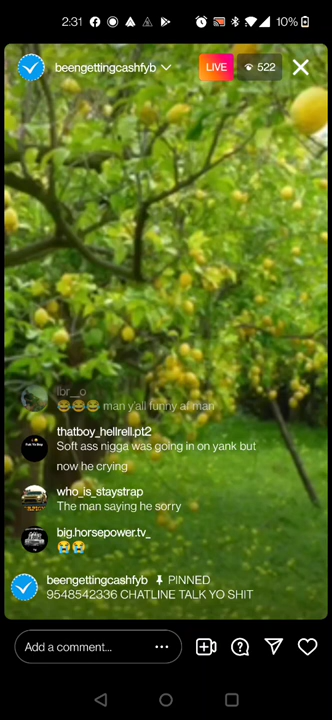 2:31
10%
beengettingcashfyb
LIVE
522
lbr__o
😂😂😂 man y'all funny af man
thatboy_hellrell.pt2
Soft ass nigga was going in on yank but
now he crying
who_is_staystrap
The man saying he sorry
big.horsepower.tv_
😭😭
beengettingcashfyb PINNED
9548542336 CHATLINE TALK YO SHIT
Add a comment...